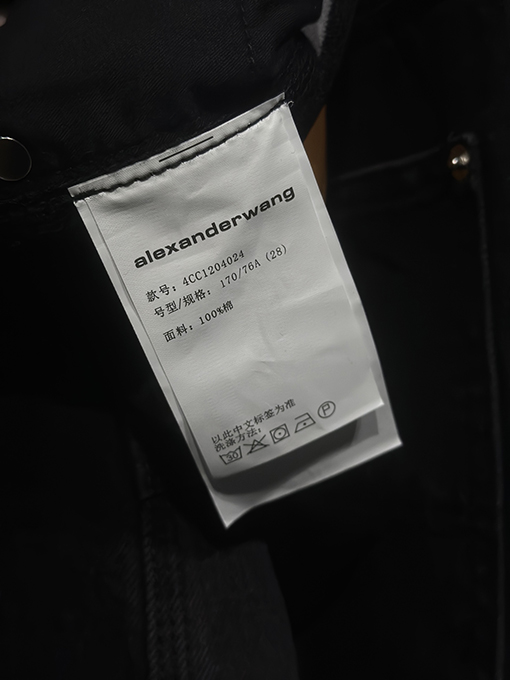 alexanderwang
款号: 4CC1204024
号型/规格: 170/76A (28)
面料: 100%棉
以此中文标签为准
洗涤方法:
30
P